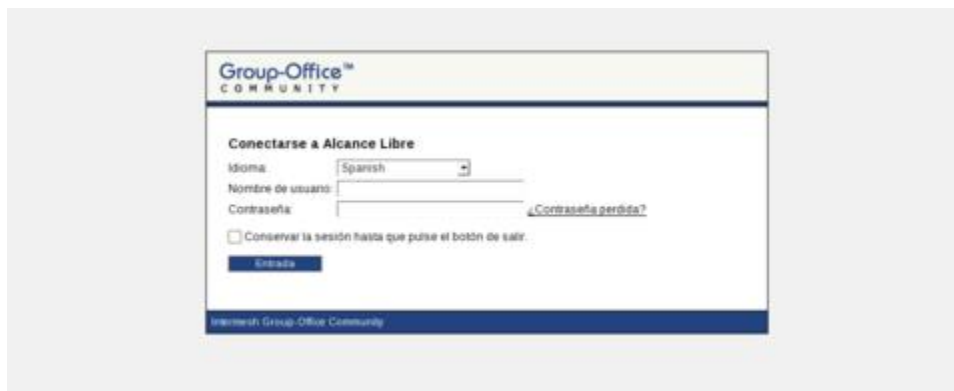 Group-Office™
COMMUNITY
Conectarse a Alcance Libre
Idioma: Spanish
Nombre de usuario:
Contraseña: ¿Contraseña perdida?
Conservar la sesión hasta que pulse el botón de salir.
Entrada
Intermesh Group-Office Community